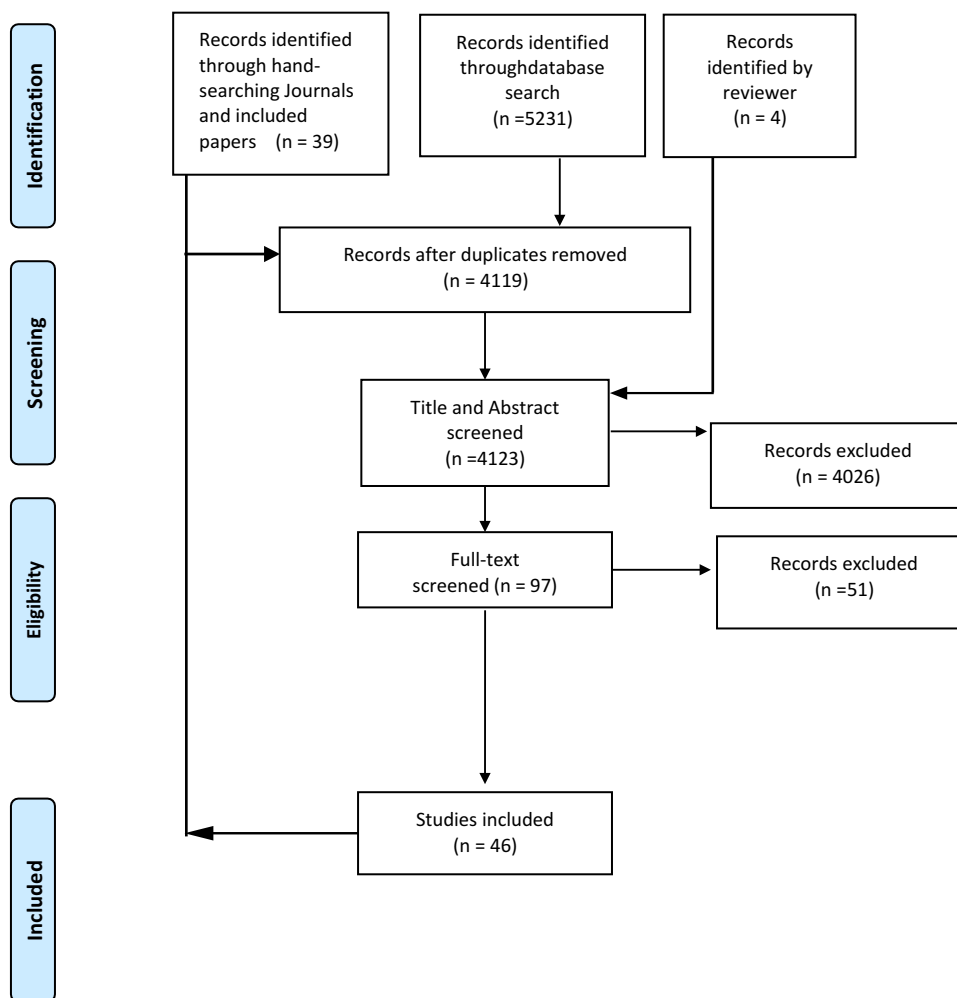 Identification
Records identified
through hand-
searching Journals
and included
papers (n = 39)
Records identified
throughdatabase
search
(n =5231)
Records
identified by
reviewer
(n = 4)
Records after duplicates removed
(n = 4119)
Screening
Title and Abstract
screened
(n =4123)
Records excluded
(n = 4026)
Eligibility
Full-text
screened (n = 97)
Records excluded
(n =51)
Included
Studies included
(n = 46)